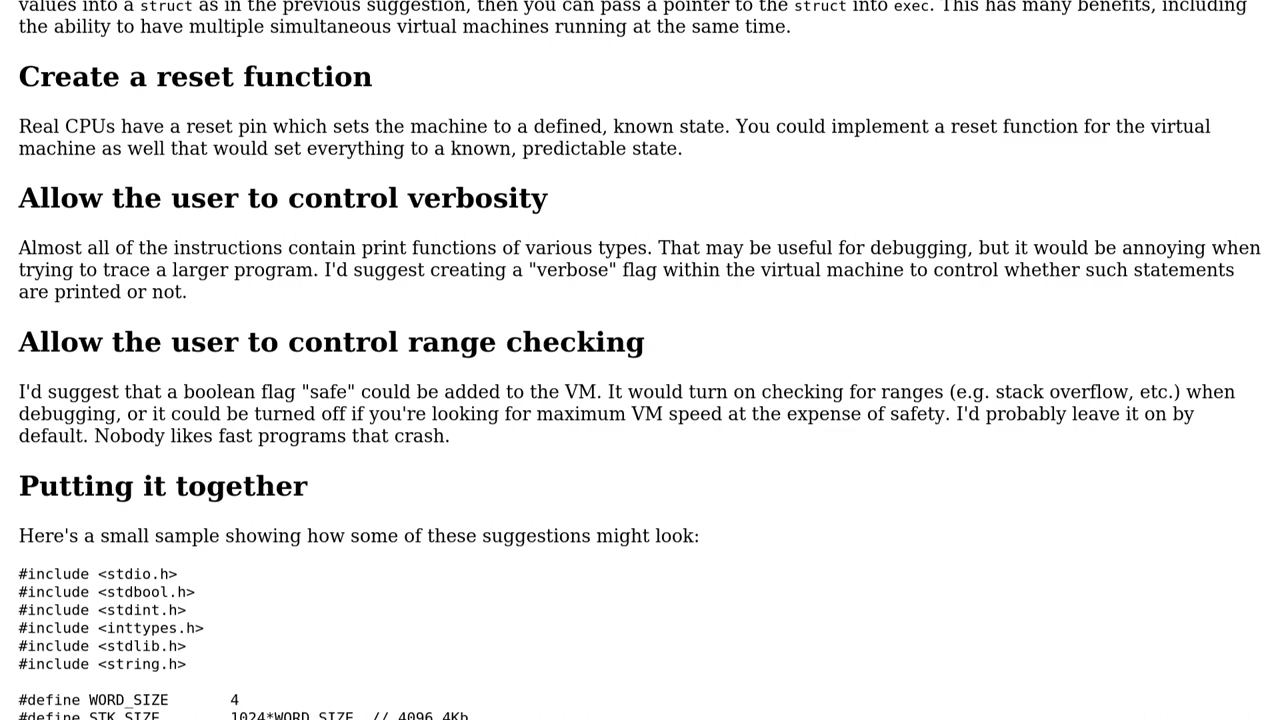 values into a struct as in the previous suggestion, then you can pass a pointer to the struct into exec. This has many benefits, including
the ability to have multiple simultaneous virtual machines running at the same time.
Create a reset function
Real CPUs have a reset pin which sets the machine to a defined, known state. You could implement a reset function for the virtual
machine as well that would set everything to a known, predictable state.
Allow the user to control verbosity
Almost all of the instructions contain print functions of various types. That may be useful for debugging, but it would be annoying when
trying to trace a larger program. I'd suggest creating a "verbose" flag within the virtual machine to control whether such statements
are printed or not.
Allow the user to control range checking
I'd suggest that a boolean flag "safe" could be added to the VM. It would turn on checking for ranges (e.g. stack overflow, etc.) when
debugging, or it could be turned off if you're looking for maximum VM speed at the expense of safety. I'd probably leave it on by
default. Nobody likes fast programs that crash.
Putting it together
Here's a small sample showing how some of these suggestions might look:
#include <stdio.h>
#include <stdbool.h>
#include <stdint.h>
#include <inttypes.h>
#include <stdlib.h>
#include <string.h>
#define WORD_SIZE       4
#define STK_SIZE        1024*WORD_SIZE  // 4096 4Kb